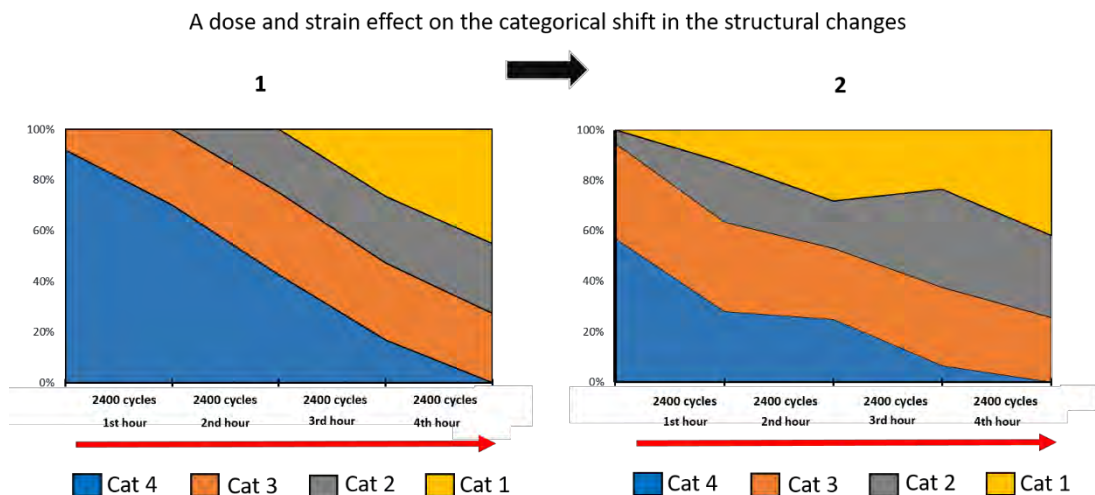 A dose and strain effect on the categorical shift in the structural changes
1
100%
80%
60%
40%
20%
0%
2400 cycles 2400 cycles 2400 cycles 2400 cycles
1st hour 2nd hour 3rd hour 4th hour
Cat 4 Cat 3 Cat 2 Cat 1
2
100%
80%
60%
40%
20%
0%
2400 cycles 2400 cycles 2400 cycles 2400 cycles
1st hour 2nd hour 3rd hour 4th hour
Cat 4 Cat 3 Cat 2 Cat 1